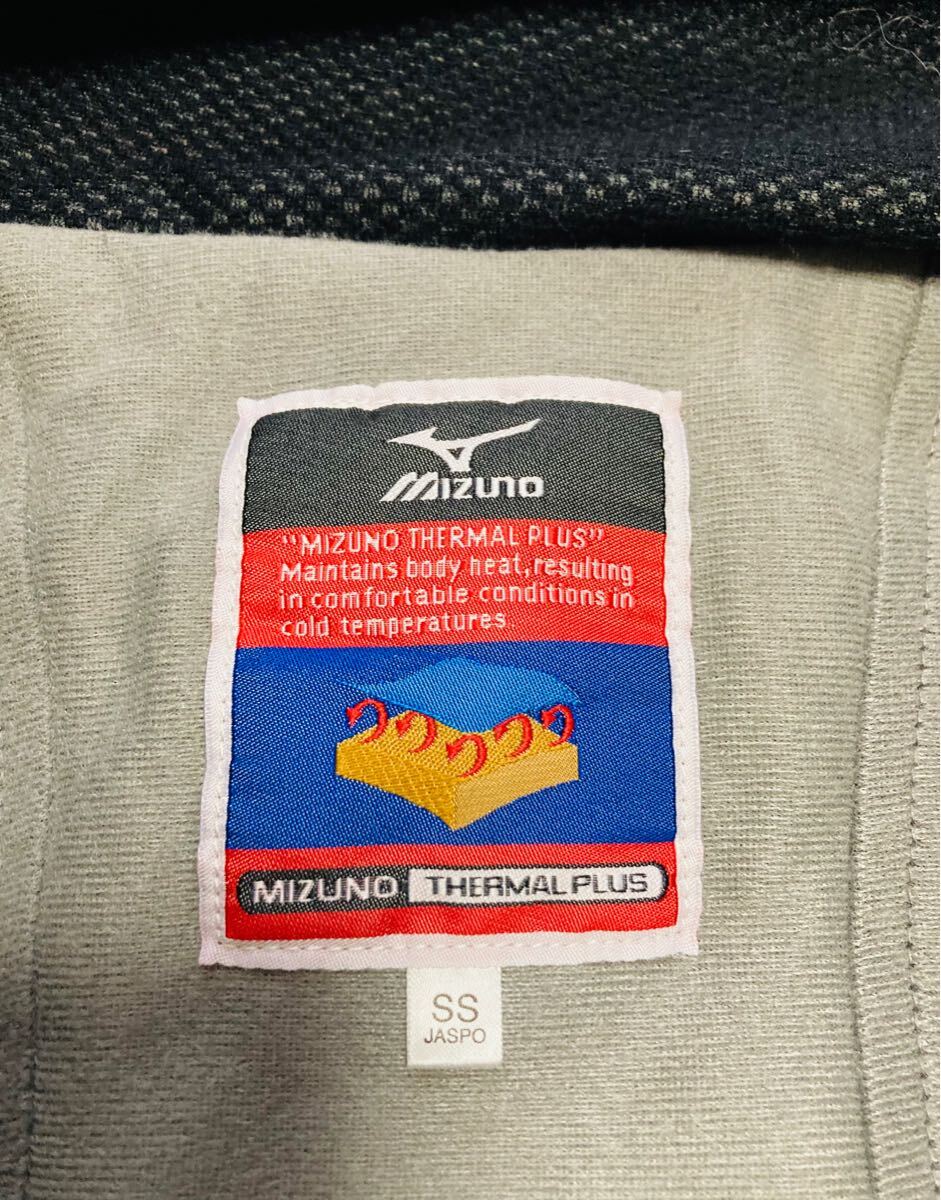 MIZUNO
"MIZUNO THERMAL PLUS"
Maintains body heat, resulting
in comfortable conditions in
cold temperatures.
MIZUNO THERMAL PLUS
SS
JASPO